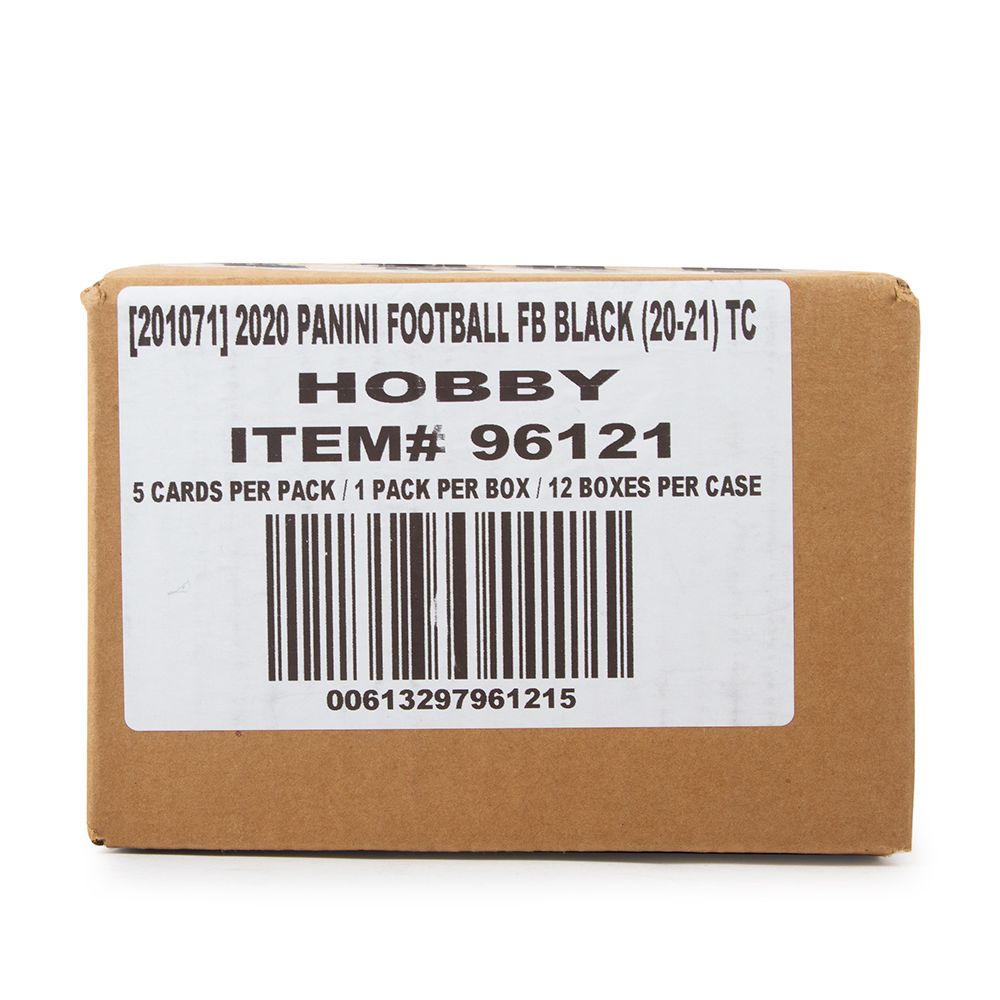 [201071] 2020 PANINI FOOTBALL FB BLACK (20-21) TC
HOBBY
ITEM# 96121
5 CARDS PER PACK / 1 PACK PER BOX / 12 BOXES PER CASE
00613297961215